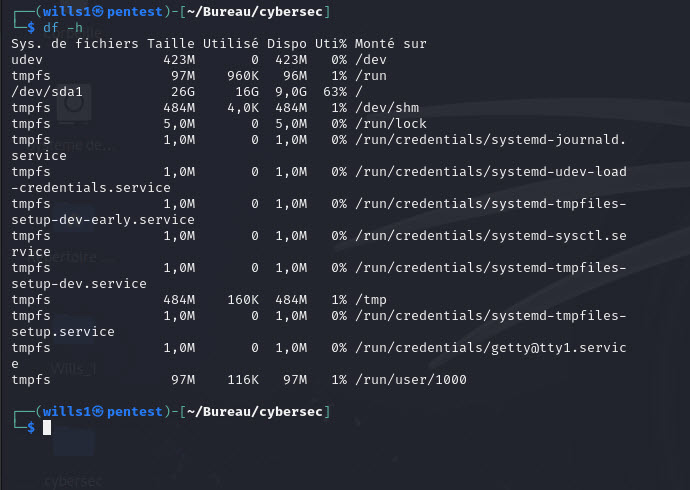 ┌──(wills1㉿pentest)-[~/Bureau/cybersec]
└─$ df -h
Sys. de fichiers Taille Utilisé Dispo Uti% Monté sur
udev               423M       0  423M   0% /dev
tmpfs               97M    960K   96M   1% /run
/dev/sda1           26G     16G  9,0G  63% /
tmpfs              484M    4,0K  484M   1% /dev/shm
tmpfs              5,0M       0  5,0M   0% /run/lock
tmpfs              1,0M       0  1,0M   0% /run/credentials/systemd-journald.
service
tmpfs              1,0M       0  1,0M   0% /run/credentials/systemd-udev-load
-credentials.service
tmpfs              1,0M       0  1,0M   0% /run/credentials/systemd-tmpfiles-
setup-dev-early.service
tmpfs              1,0M       0  1,0M   0% /run/credentials/systemd-sysctl.se
rvice
tmpfs              1,0M       0  1,0M   0% /run/credentials/systemd-tmpfiles-
setup-dev.service
tmpfs              484M    160K  484M   1% /tmp
tmpfs              1,0M       0  1,0M   0% /run/credentials/systemd-tmpfiles-
setup.service
tmpfs              1,0M       0  1,0M   0% /run/credentials/getty@tty1.servic
e
tmpfs               97M    116K   97M   1% /run/user/1000
┌──(wills1㉿pentest)-[~/Bureau/cybersec]
└─$
Wills_1
cybersec